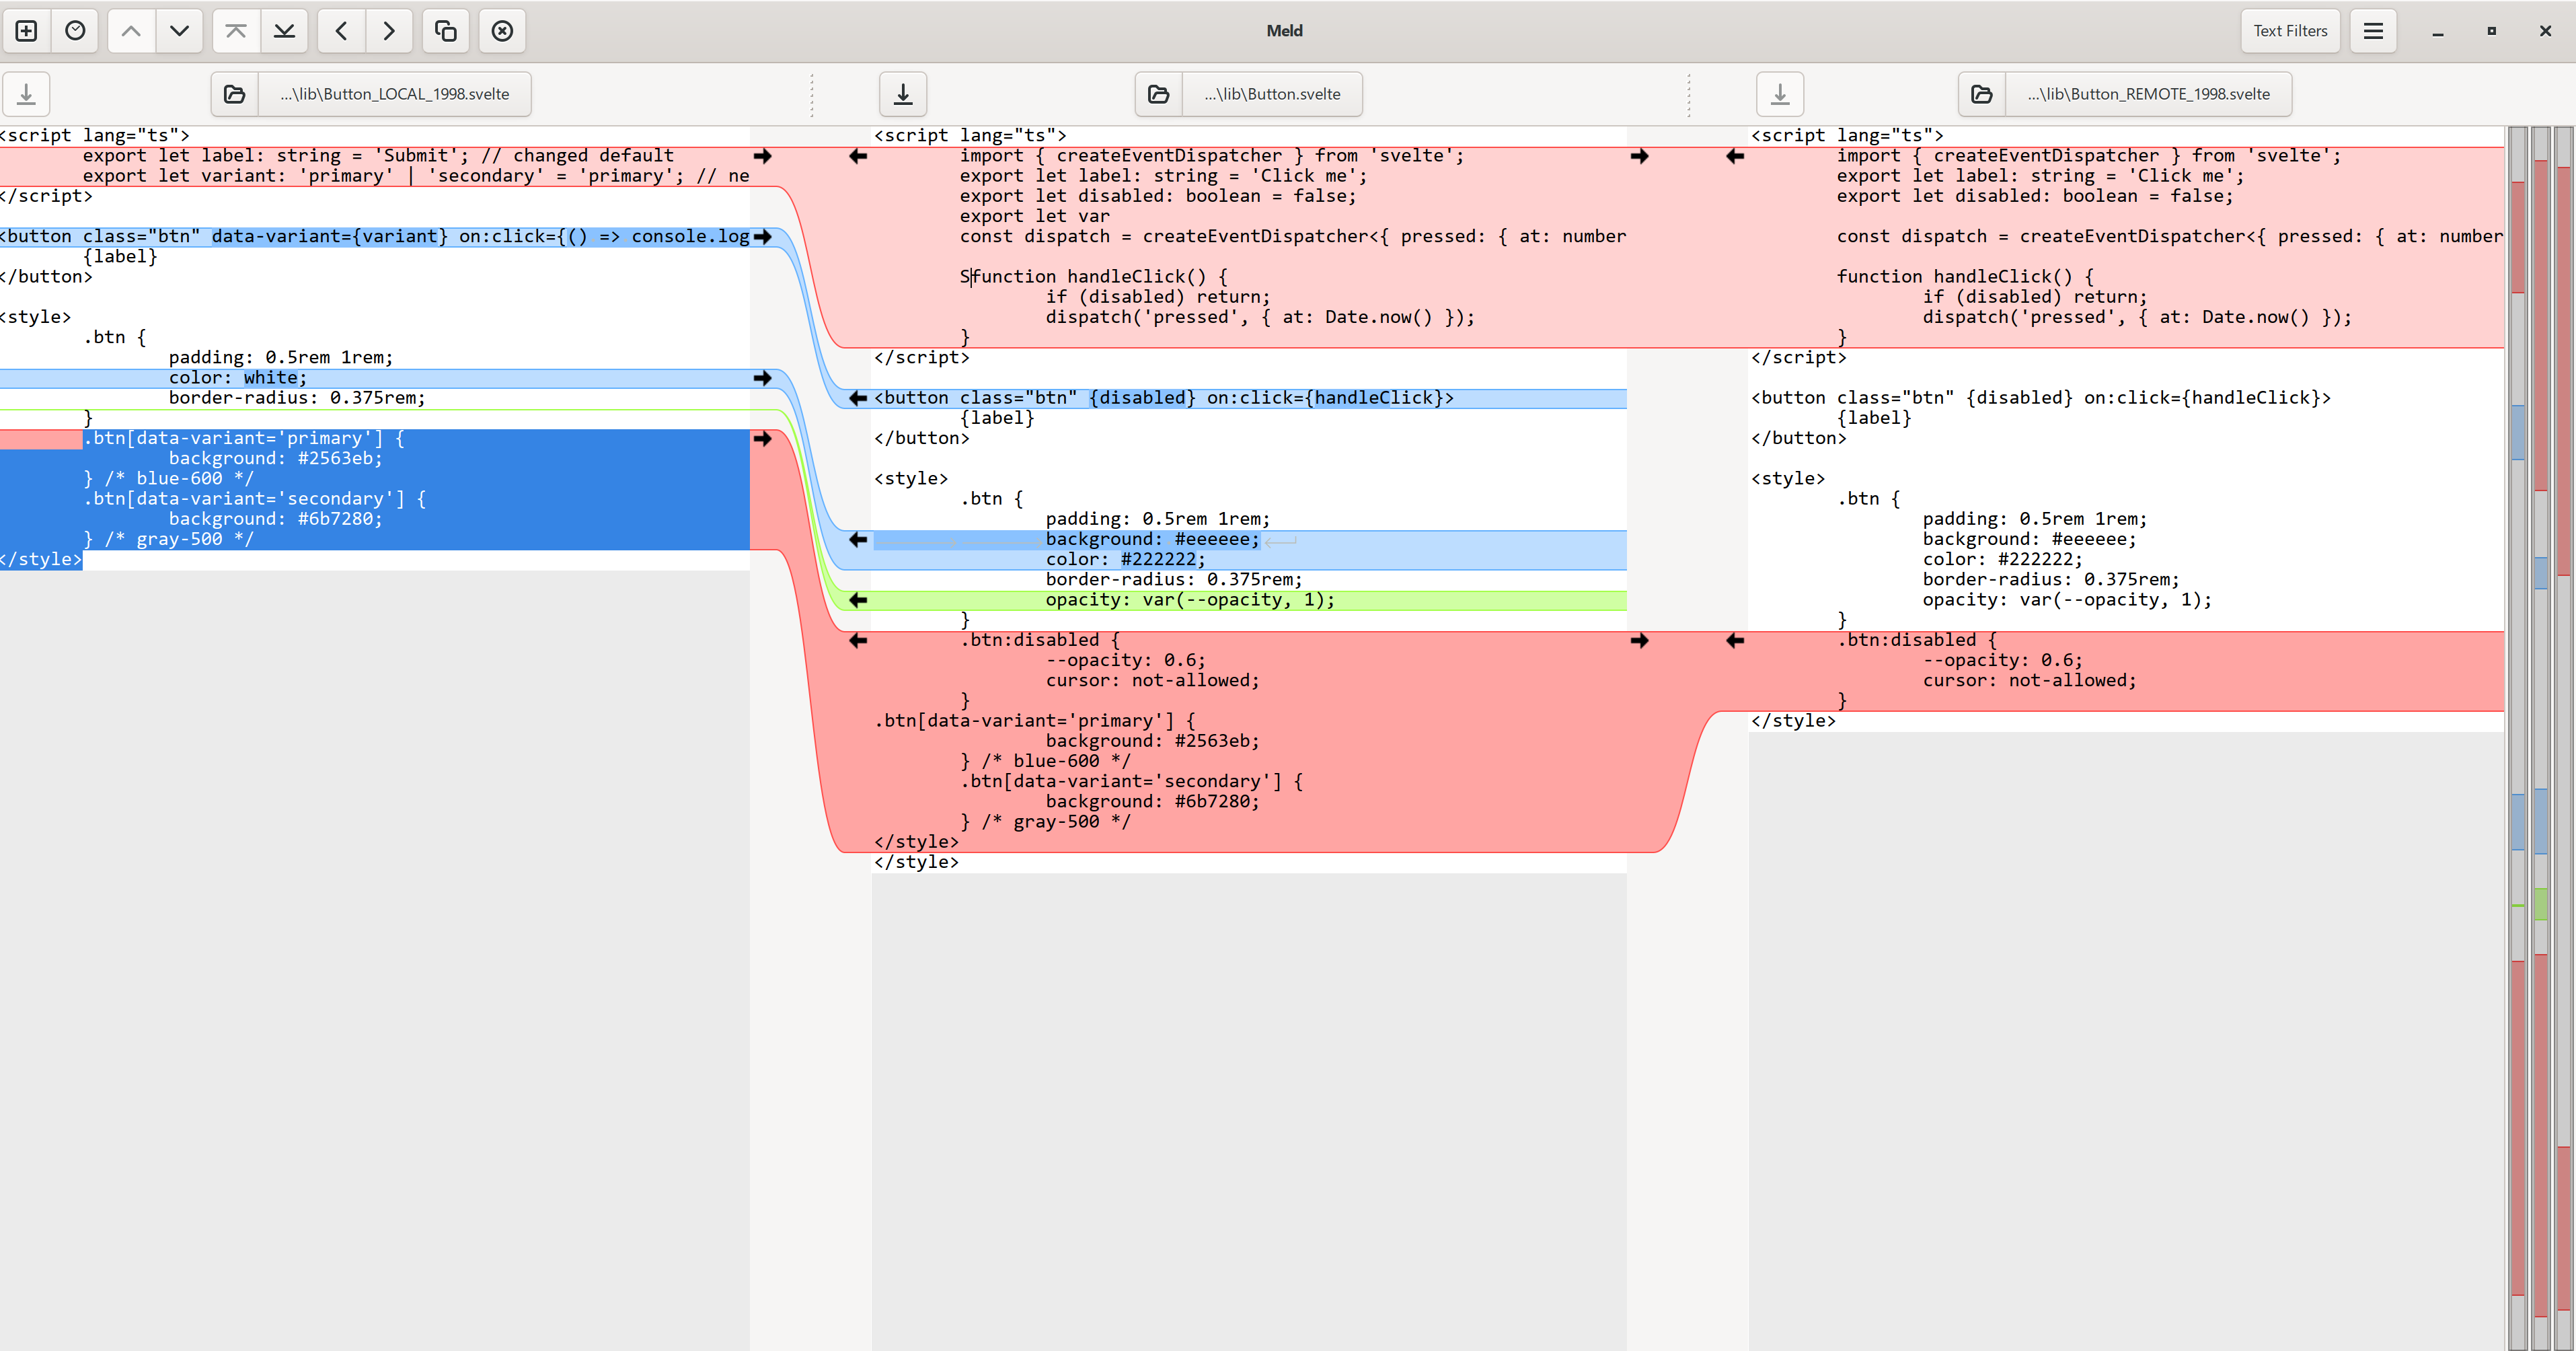 Meld
Text Filters
...\lib\Button_LOCAL_1998.svelte
...\lib\Button.svelte
...\lib\Button_REMOTE_1998.svelte
<script lang="ts">
export let label: string = 'Submit'; // changed default
export let variant: 'primary' | 'secondary' = 'primary'; // ne
</script>
<button class="btn" data-variant={variant} on:click={() => console.log
{label}
</button>
<style>
.btn {
padding: 0.5rem 1rem;
color: white;
border-radius: 0.375rem;
}
.btn[data-variant='primary'] {
background: #2563eb;
} /* blue-600 */
.btn[data-variant='secondary'] {
background: #6b7280;
} /* gray-500 */
</style>
<script lang="ts">
import { createEventDispatcher } from 'svelte';
export let label: string = 'Click me';
export let disabled: boolean = false;
export let var
const dispatch = createEventDispatcher<{ pressed: { at: number
Sfunction handleClick() {
if (disabled) return;
dispatch('pressed', { at: Date.now() });
}
</script>
<button class="btn" {disabled} on:click={handleClick}>
{label}
</button>
<style>
.btn {
padding: 0.5rem 1rem;
background: #eeeeee;
color: #222222;
border-radius: 0.375rem;
opacity: var(--opacity, 1);
}
.btn:disabled {
--opacity: 0.6;
cursor: not-allowed;
}
.btn[data-variant='primary'] {
background: #2563eb;
} /* blue-600 */
.btn[data-variant='secondary'] {
background: #6b7280;
} /* gray-500 */
</style>
</style>
<script lang="ts">
import { createEventDispatcher } from 'svelte';
export let label: string = 'Click me';
export let disabled: boolean = false;
const dispatch = createEventDispatcher<{ pressed: { at: number
function handleClick() {
if (disabled) return;
dispatch('pressed', { at: Date.now() });
}
</script>
<button class="btn" {disabled} on:click={handleClick}>
{label}
</button>
<style>
.btn {
padding: 0.5rem 1rem;
background: #eeeeee;
color: #222222;
border-radius: 0.375rem;
opacity: var(--opacity, 1);
}
.btn:disabled {
--opacity: 0.6;
cursor: not-allowed;
}
</style>